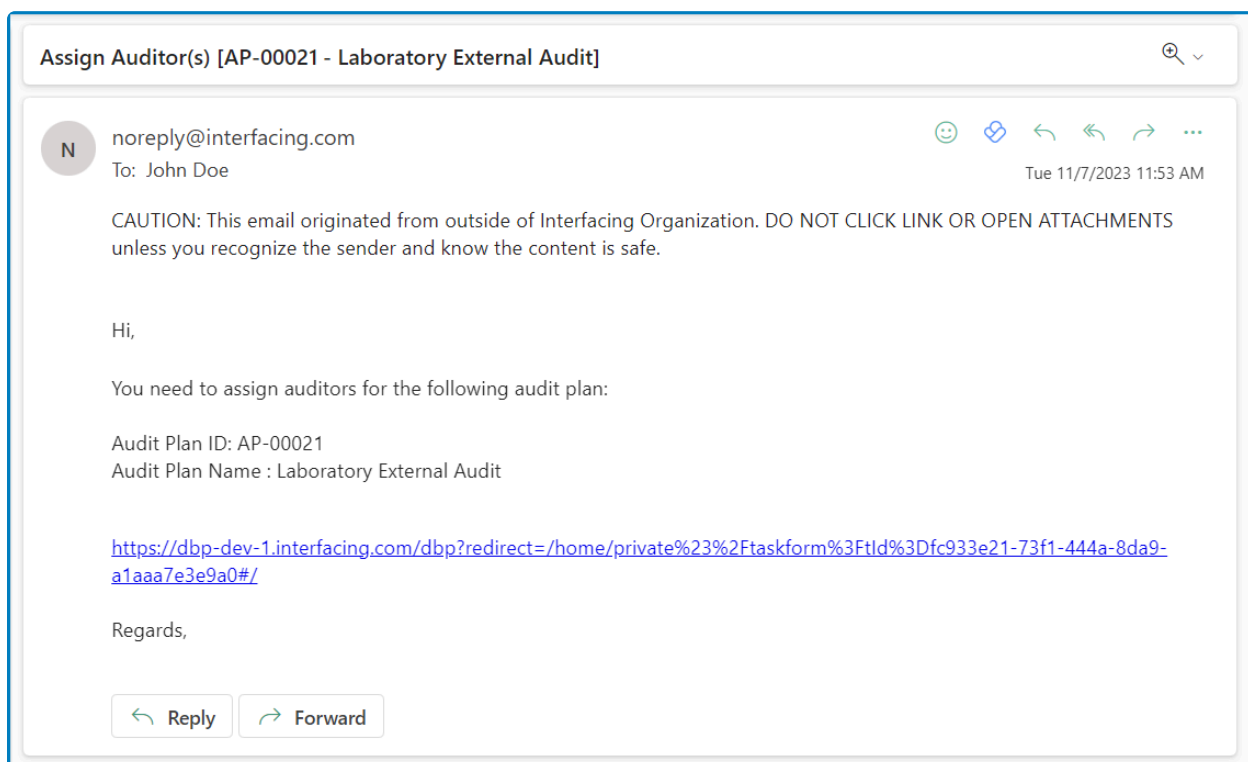 Assign Auditor(s) [AP-00021 - Laboratory External Audit]
N
noreply@interfacing.com
To: John Doe
Tue 11/7/2023 11:53 AM
CAUTION: This email originated from outside of Interfacing Organization. DO NOT CLICK LINK OR OPEN ATTACHMENTS
unless you recognize the sender and know the content is safe.
Hi,
You need to assign auditors for the following audit plan:
Audit Plan ID: AP-00021
Audit Plan Name : Laboratory External Audit
https://dbp-dev-1.interfacing.com/dbp?redirect=/home/private%23%2Ftaskform%3FtId%3Dfc933e21-73f1-444a-8da9-
a1aaa7e3e9a0#/
Regards,
Reply
Forward